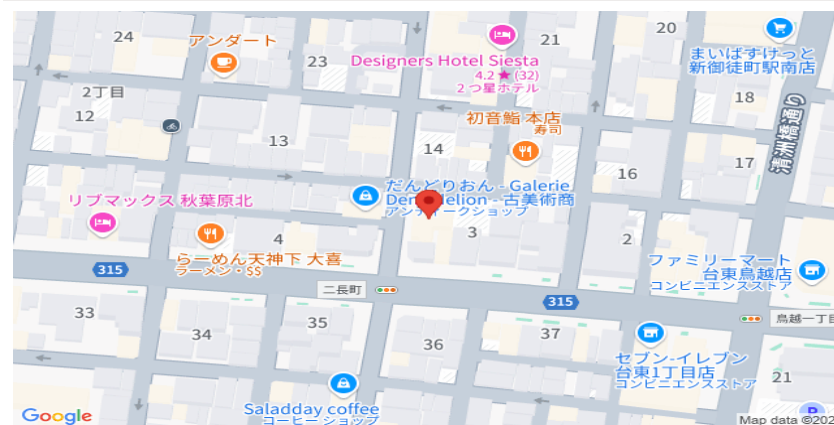 24
アンダート
23
Designers Hotel Siesta
4.2 ★ (32)
2 つ星ホテル
21
20
まいばすけっと
新御徒町駅南店
18
清洲橋通り
2丁目
12
13
初音鮨 本店
寿司
14
16
17
だんどりおん - Galerie
Dendelion - 古美術商
アンティークショップ
リブマックス 秋葉原北
らーめん天神下 大喜
ラーメン・$$
4
3
2
ファミリーマート
台東鳥越店
コンビニエンスストア
315
二長町
315
鳥越一丁目
33
34
35
36
37
セブン-イレブン
台東1丁目店
コンビニエンスストア
21
Saladday coffee
コーヒー ショップ
Google
Map data ©202